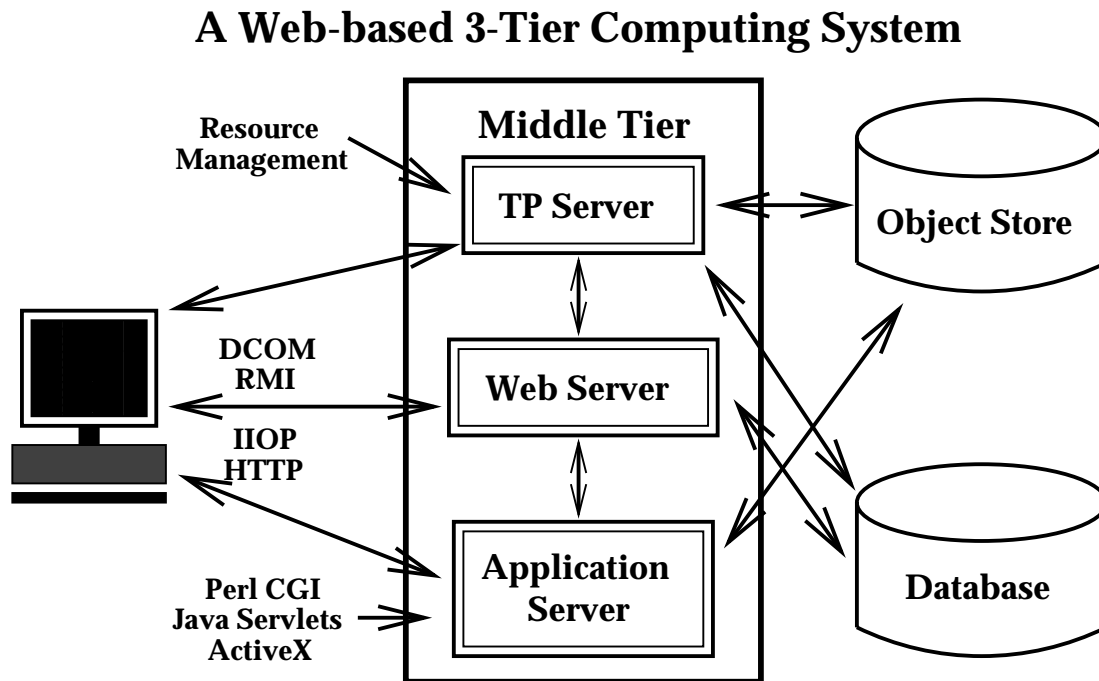 A Web-based 3-Tier Computing System
Resource
Management
Middle Tier
TP Server
Object Store
DCOM
RMI
Web Server
IIOP
HTTP
Application
Server
Database
Perl CGI
Java Servlets
ActiveX